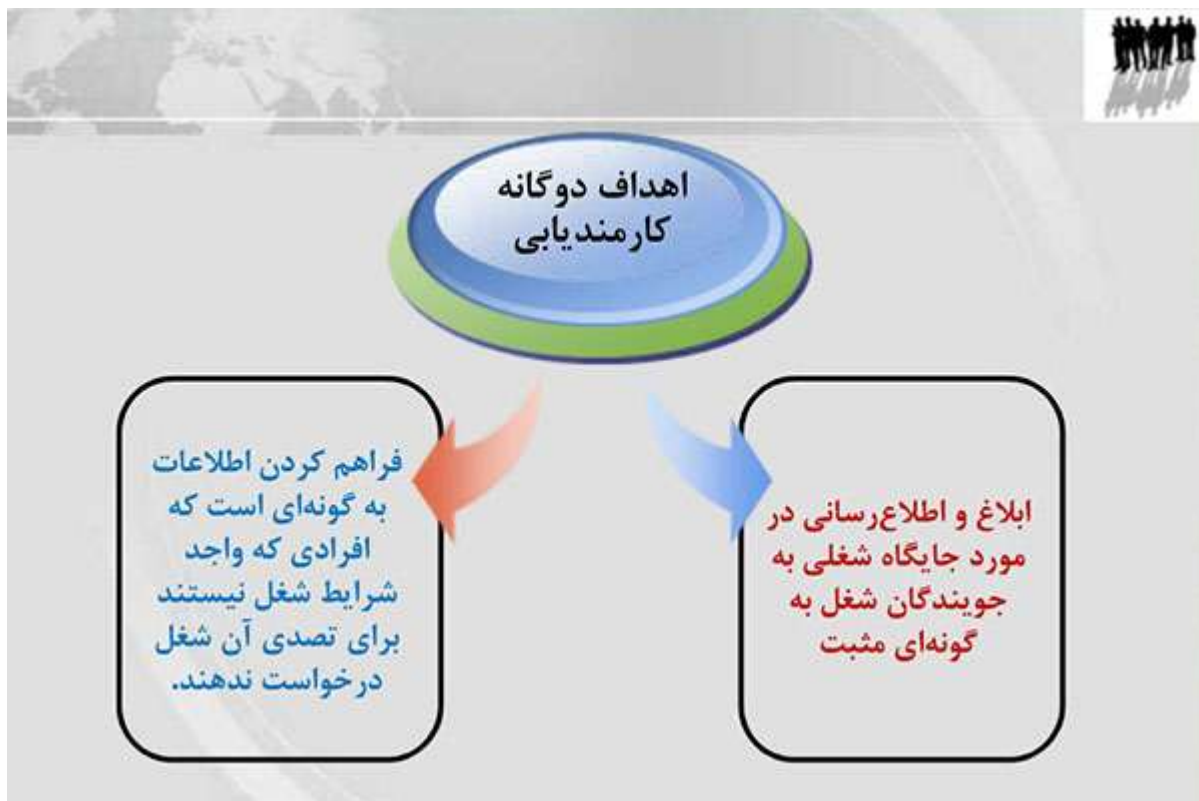 اهداف دوگانه
کارمندیابی
ابلاغ و اطلاع‌رسانی در
مورد جایگاه شغلی به
جویندگان شغل به
گونه‌ای مثبت
فراهم کردن اطلاعات
به گونه‌ای است که
افرادی که واجد
شرایط شغل نیستند
برای تصدی آن شغل
درخواست ندهند.